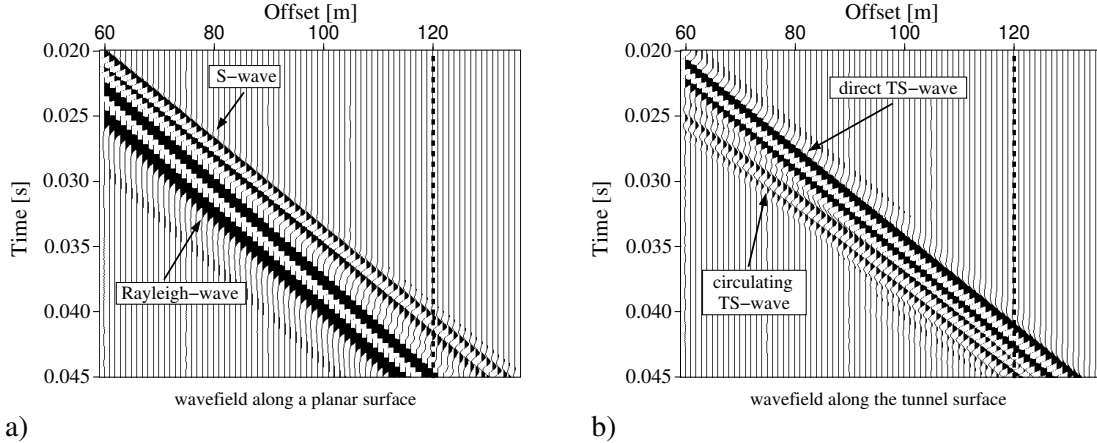 Offset [m]
60 80 100 120
0.020
0.025
0.030
0.035
0.040
0.045
Time [s]
S-wave
Rayleigh-wave
wavefield along a planar surface
a)
Offset [m]
60 80 100 120
0.020
0.025
0.030
0.035
0.040
0.045
Time [s]
direct TS-wave
circulating
TS-wave
wavefield along the tunnel surface
b)